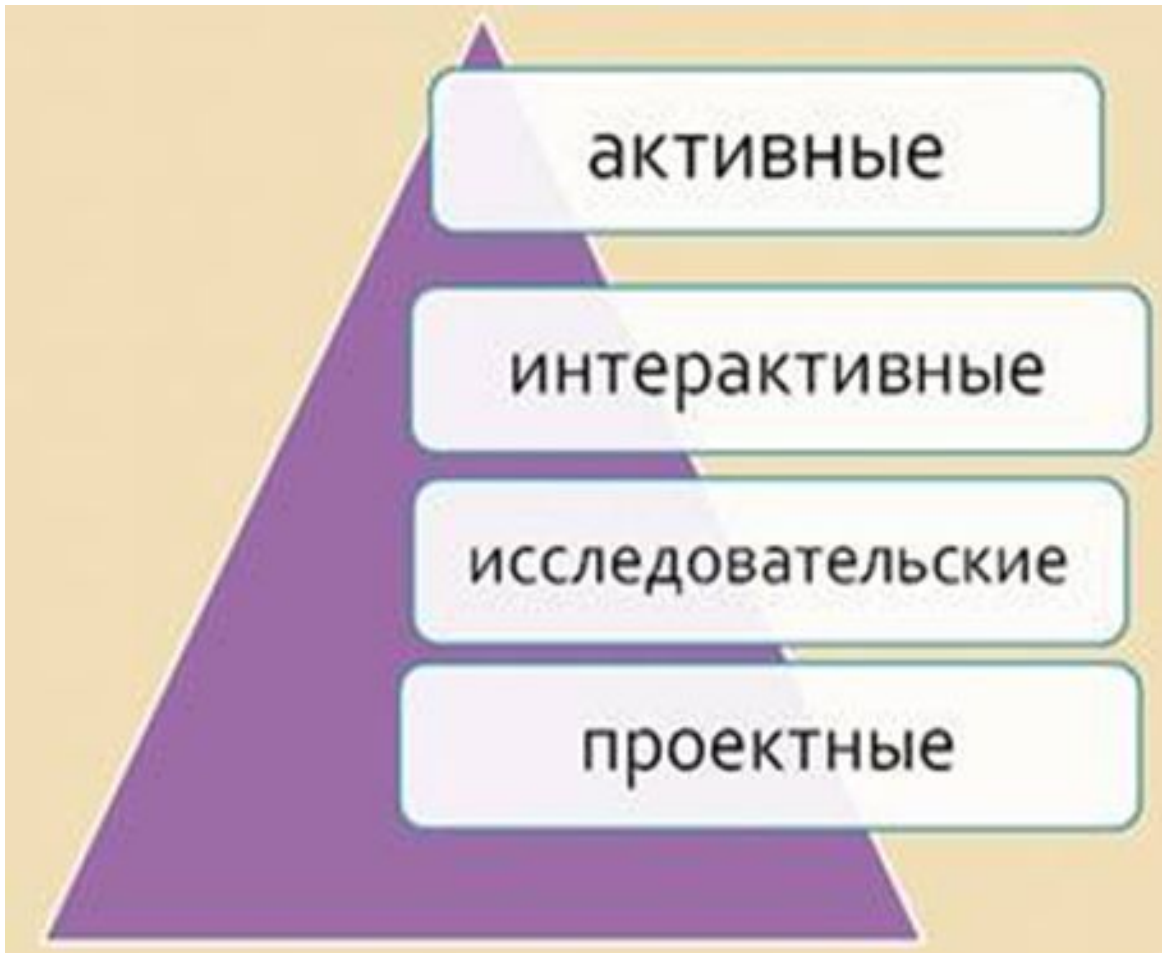 активные
интерактивные
исследовательские
проектные